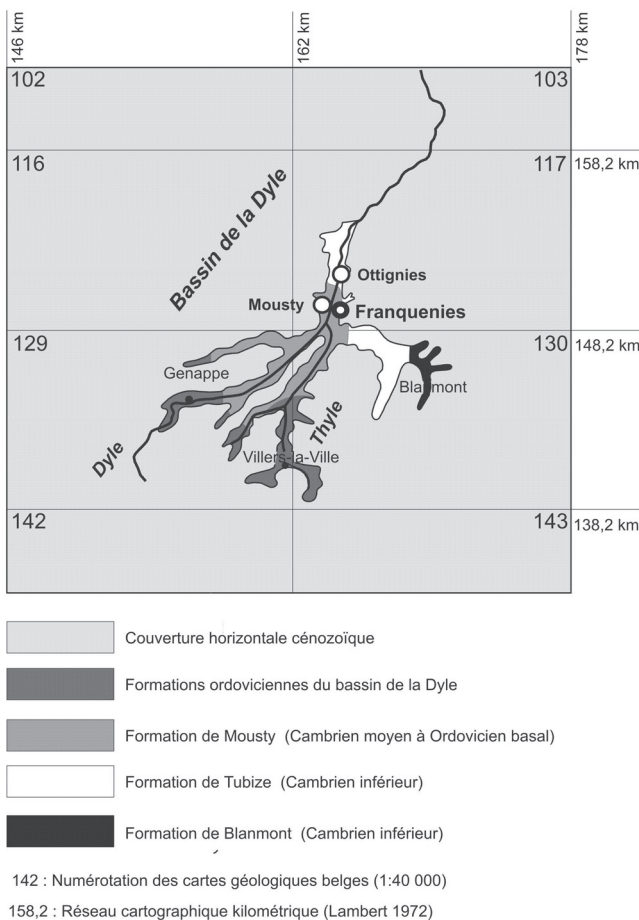 146 km
162 km
178 km
102
103
116
117
158,2 km
Bassin de la Dyle
Ottignies
Mousty
Franquenies
129
130
148,2 km
Genappe
Blanmont
Thyle
Dyle
Villers-la-Ville
142
143
138,2 km
Couverture horizontale cénozoïque
Formations ordoviciennes du bassin de la Dyle
Formation de Mousty (Cambrien moyen à Ordovicien basal)
Formation de Tubize (Cambrien inférieur)
Formation de Blanmont (Cambrien inférieur)
142 : Numérotation des cartes géologiques belges (1:40 000)
158,2 : Réseau cartographique kilométrique (Lambert 1972)